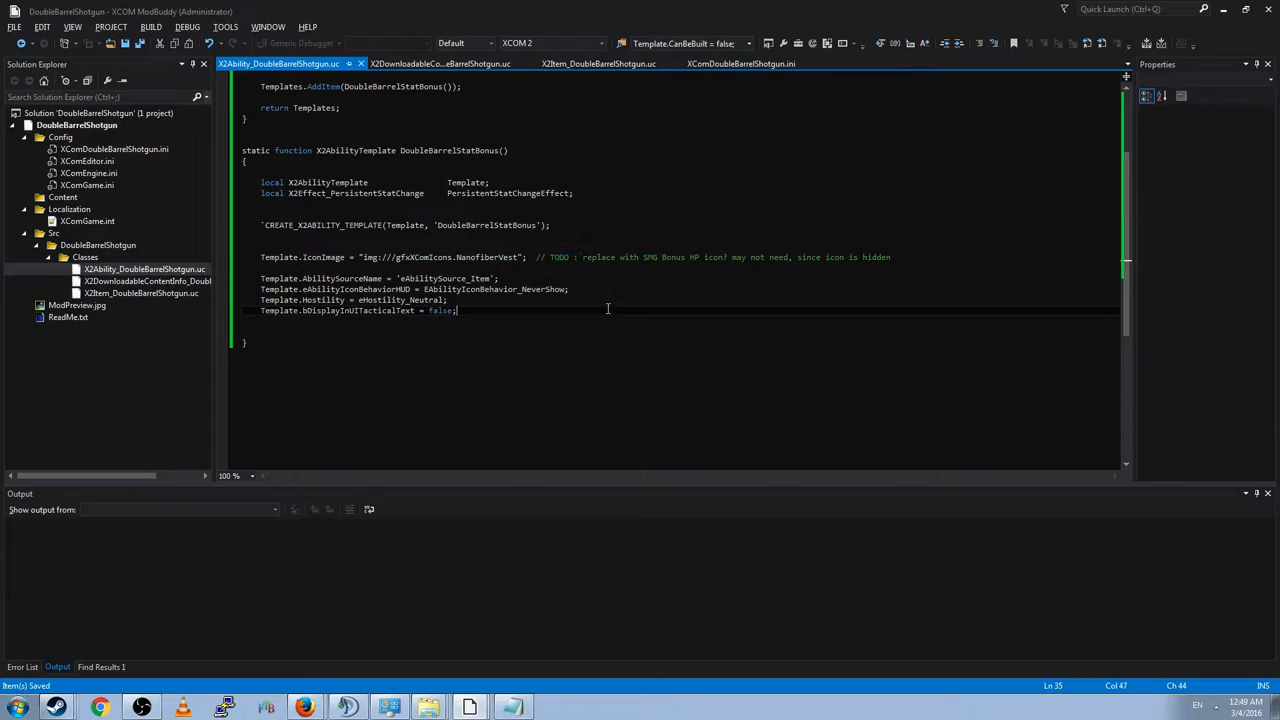 DoubleBarrelShotgun - XCOM ModBuddy (Administrator)
Quick Launch (Ctrl+Q)
FILE EDIT VIEW PROJECT BUILD DEBUG TOOLS WINDOW HELP
Generic Debugger Default XCOM 2 Template.CanBeBuilt = false;
Solution Explorer
X2Ability_DoubleBarrelShotgun.uc X2DownloadableCo...eBarrelShotgun.uc X2Item_DoubleBarrelShotgun.uc XComDoubleBarrelShotgun.ini
Properties
Search Solution Explorer (Ctrl+;)
Solution 'DoubleBarrelShotgun' (1 project)
DoubleBarrelShotgun
Config
XComDoubleBarrelShotgun.ini
XComEditor.ini
XComEngine.ini
XComGame.ini
Content
Localization
XComGame.int
Src
DoubleBarrelShotgun
Classes
X2Ability_DoubleBarrelShotgun.uc
X2DownloadableContentInfo_Doubl
X2Item_DoubleBarrelShotgun.uc
ModPreview.jpg
ReadMe.txt
Templates.AddItem(DoubleBarrelStatBonus());
return Templates;
}
static function X2AbilityTemplate DoubleBarrelStatBonus()
{
local X2AbilityTemplate Template;
local X2Effect_PersistentStatChange PersistentStatChangeEffect;
`CREATE_X2ABILITY_TEMPLATE(Template, 'DoubleBarrelStatBonus');
Template.IconImage = "img:///gfxXComIcons.NanofiberVest"; // TODO : replace with SMG Bonus HP icon? may not need, since icon is hidden
Template.AbilitySourceName = 'eAbilitySource_Item';
Template.eAbilityIconBehaviorHUD = EAbilityIconBehavior_NeverShow;
Template.Hostility = eHostility_Neutral;
Template.bDisplayInUITacticalText = false;
}
100 %
Output
Show output from:
Error List Output Find Results 1
Item(s) Saved
Ln 35 Col 47 Ch 44 INS
EN
12:49 AM
3/4/2016